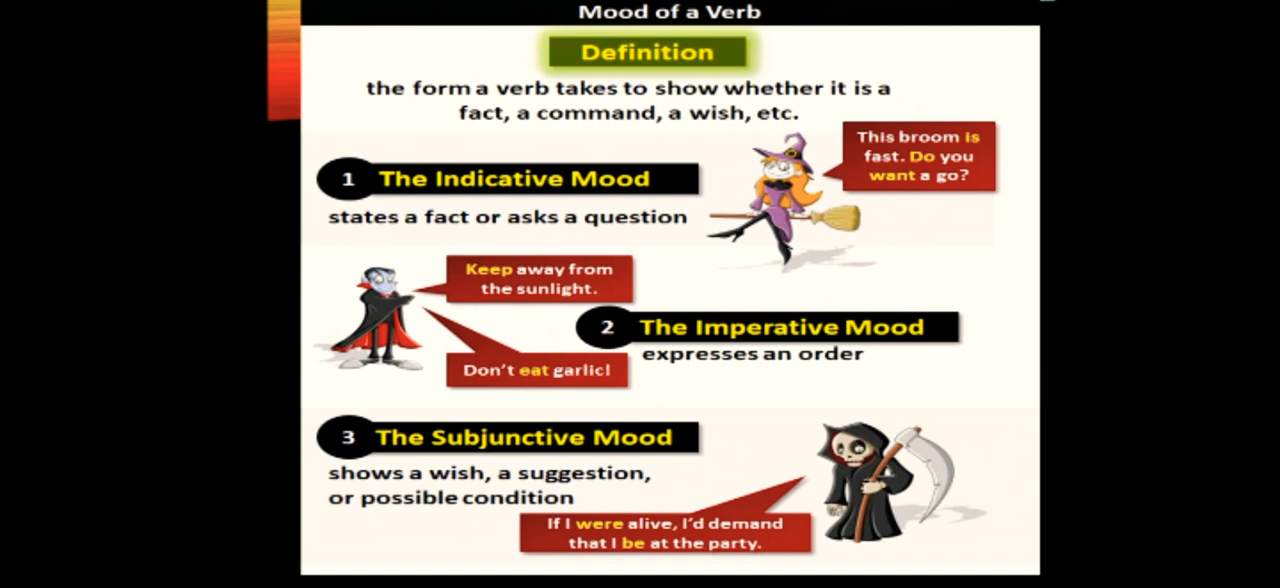 Mood of a Verb
Definition
the form a verb takes to show whether it is a
fact, a command, a wish, etc.
This broom is
fast. Do you
want a go?
1 The Indicative Mood
states a fact or asks a question
Keep away from
the sunlight.
2 The Imperative Mood
expresses an order
Don't eat garlic!
3 The Subjunctive Mood
shows a wish, a suggestion,
or possible condition
If I were alive, I'd demand
that I be at the party.